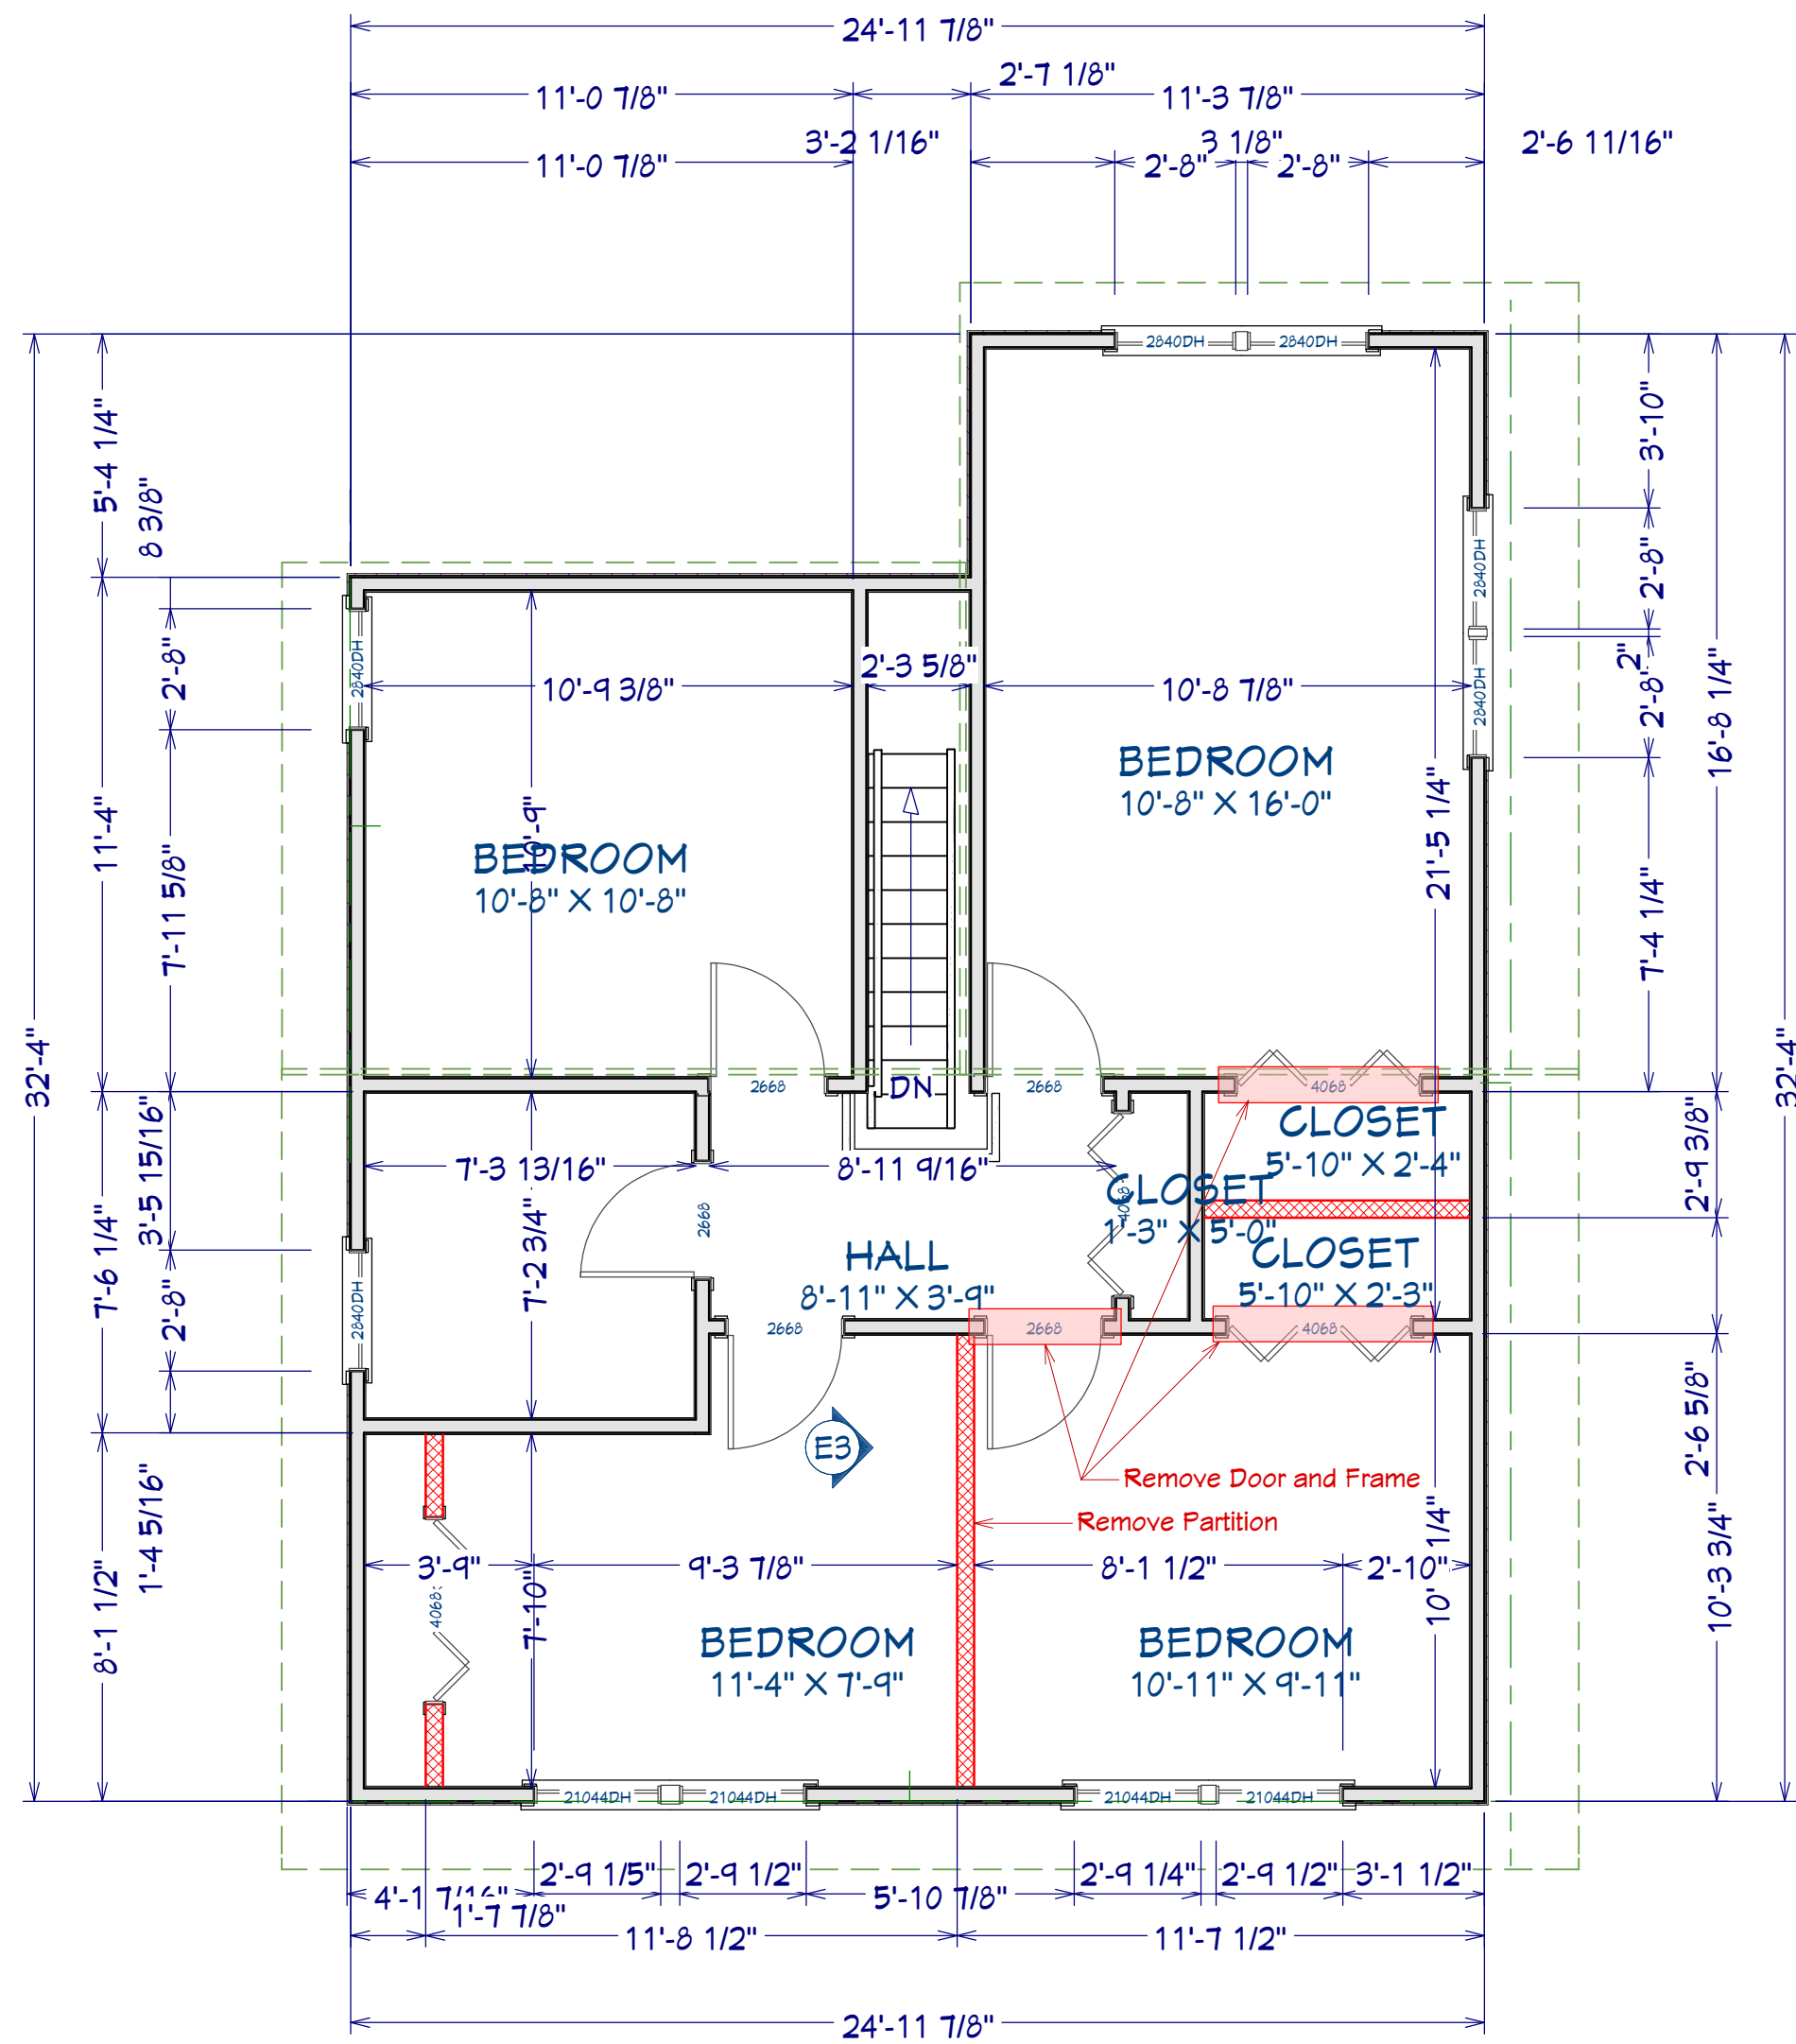 24'-11 7/8"
2'-7 1/8"
11'-0 7/8"
11'-3 7/8"
3'-2 1/16"
3 1/8"
2'-6 11/16"
11'-0 7/8"
2'-8"
2'-8"
2840DH
2840DH
5'-4 1/4"
8 3/8"
3'-10"
2840DH
2'-8"
2840DH
2'-8"
2'-3 5/8"
10'-9 3/8"
10'-8 7/8"
2"
2'-8"
2840DH
16'-8 1/4"
BEDROOM
10'-8" X 16'-0"
11'-4"
10'-9"
21'-5 1/4"
BEDROOM
10'-8" X 10'-8"
7'-11 5/8"
7'-4 1/4"
32'-4"
32'-4"
2668
DN
2668
4068
CLOSET
5'-10" X 2'-4"
7'-3 13/16"
8'-11 9/16"
3'-5 15/16"
2'-9 3/8"
CLOSET
1'-3" X 5'-0"
4068
2668
7'-6 1/4"
7'-2 3/4"
HALL
8'-11" X 3'-9"
CLOSET
5'-10" X 2'-3"
2840DH
2'-8"
2668
2668
4068
E3
2'-6 5/8"
Remove Door and Frame
Remove Partition
1'-4 5/16"
8'-1 1/2"
3'-9"
9'-3 7/8"
8'-1 1/2"
2'-10"
10'-1/4"
10'-3 3/4"
4068
7'-10"
BEDROOM
11'-4" X 7'-9"
BEDROOM
10'-11" X 9'-11"
21044DH
21044DH
21044DH
21044DH
2'-9 1/5"
2'-9 1/2"
2'-9 1/4"
2'-9 1/2"
3'-1 1/2"
4'-1 7/16"
5'-10 7/8"
1'-7 7/8"
11'-8 1/2"
11'-7 1/2"
24'-11 7/8"